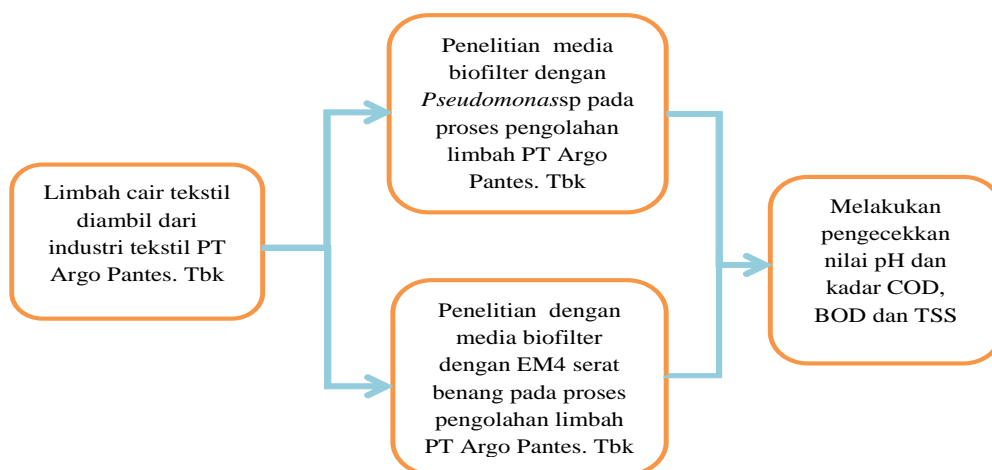 Limbah cair tekstil
diambil dari
industri tekstil PT
Argo Pantes. Tbk
Penelitian  media
biofilter dengan
Pseudomonassp pada
proses pengolahan
limbah PT Argo
Pantes. Tbk
Penelitian  dengan
media biofilter
dengan EM4 serat
benang pada proses
pengolahan limbah
PT Argo Pantes. Tbk
Melakukan
pengecekkan
nilai pH dan
kadar COD,
BOD dan TSS